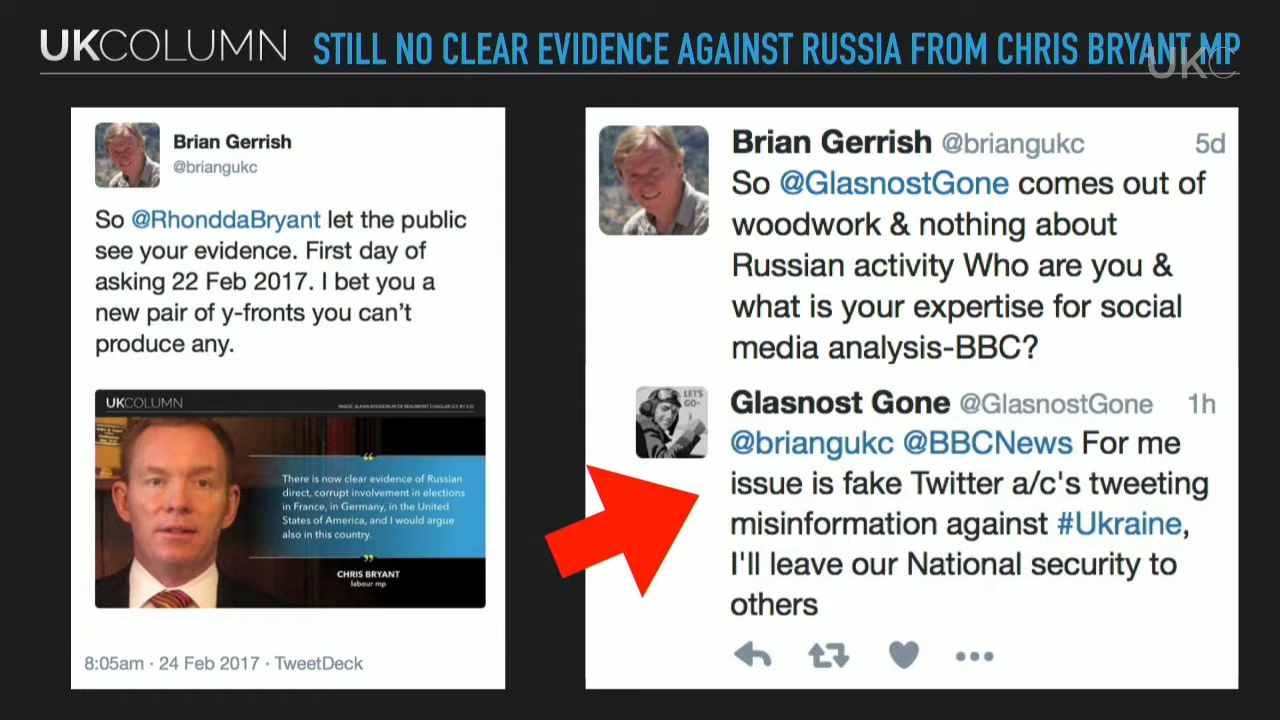 UKCOLUMN STILL NO CLEAR EVIDENCE AGAINST RUSSIA FROM CHRIS BRYANT MP
UKC
Brian Gerrish
@briangukc
So @RhonddaBryant let the public
see your evidence. First day of
asking 22 Feb 2017. I bet you a
new pair of y-fronts you can't
produce any.
UKCOLUMN
“
There is now clear evidence of Russian
direct, corrupt involvement in elections
in France, in Germany, in the United
States of America, and I would argue
also in this country.
”
CHRIS BRYANT
labour mp
8:05am · 24 Feb 2017 · TweetDeck
Brian Gerrish @briangukc 5d
So @GlasnostGone comes out of
woodwork & nothing about
Russian activity Who are you &
what is your expertise for social
media analysis-BBC?
LET'S
GO-
Glasnost Gone @GlasnostGone 1h
@briangukc @BBCNews For me
issue is fake Twitter a/c's tweeting
misinformation against #Ukraine,
I'll leave our National security to
others